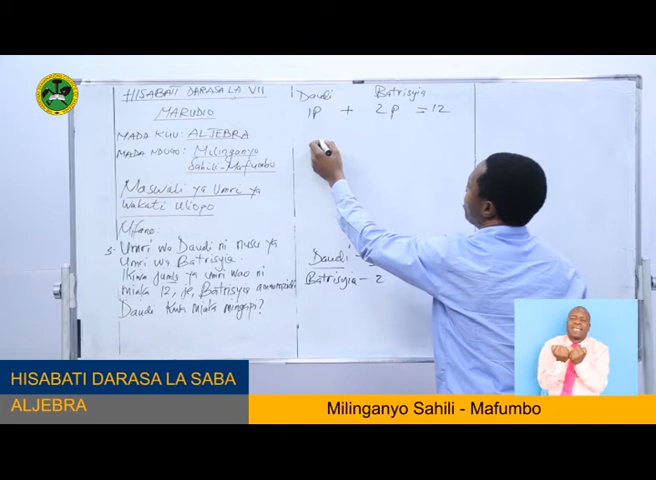 HISABATI DARASA LA VII
MARUDIO
MADA KUU: ALJEBRA
MADA NDOGO: Milinganyo
Sahili - Mafumbo
Maswali ya Umri ya
Wakati Uliopo
Mfano:
Umri wa Daudi ni nusu ya
Umri wa Batrisyia.
Ikiwa jumla ya umri wao ni
miaka 12, je, Batrisyia amemzidi
Daudi kwa miaka mingapi?
Daudi Batrisyia
1P + 2P = 12
Daudi -
Batrisyia - 2
HISABATI DARASA LA SABA
ALJEBRA
Milinganyo Sahili - Mafumbo